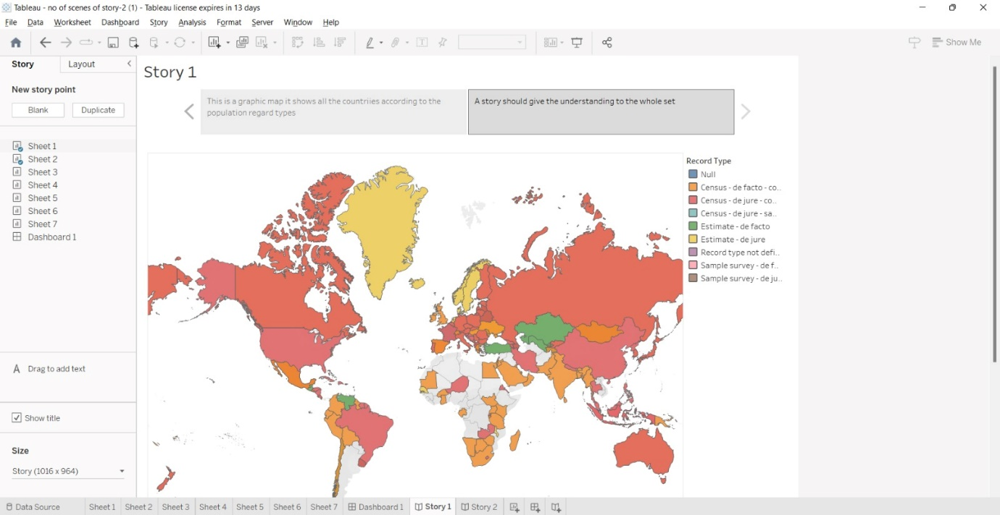 Tableau - no of scenes of story-2 (1) - Tableau license expires in 13 days
File Data Worksheet Dashboard Story Analysis Format Server Window Help
Show Me
Story Layout
New story point
Blank Duplicate
Sheet 1
Sheet 2
Sheet 3
Sheet 4
Sheet 5
Sheet 6
Sheet 7
Dashboard 1
A Drag to add text
Show title
Size
Story (1016 x 964)
Story 1
This is a graphic map it shows all the countriies according to the
population regard types
A story should give the understanding to the whole set
Record Type
Null
Census - de facto - co..
Census - de jure - co..
Census - de jure - sa..
Estimate - de facto
Estimate - de jure
Record type not defi..
Sample survey - de f..
Sample survey - de ju..
Data Source Sheet 1 Sheet 2 Sheet 3 Sheet 4 Sheet 5 Sheet 6 Sheet 7 Dashboard 1 Story 1 Story 2